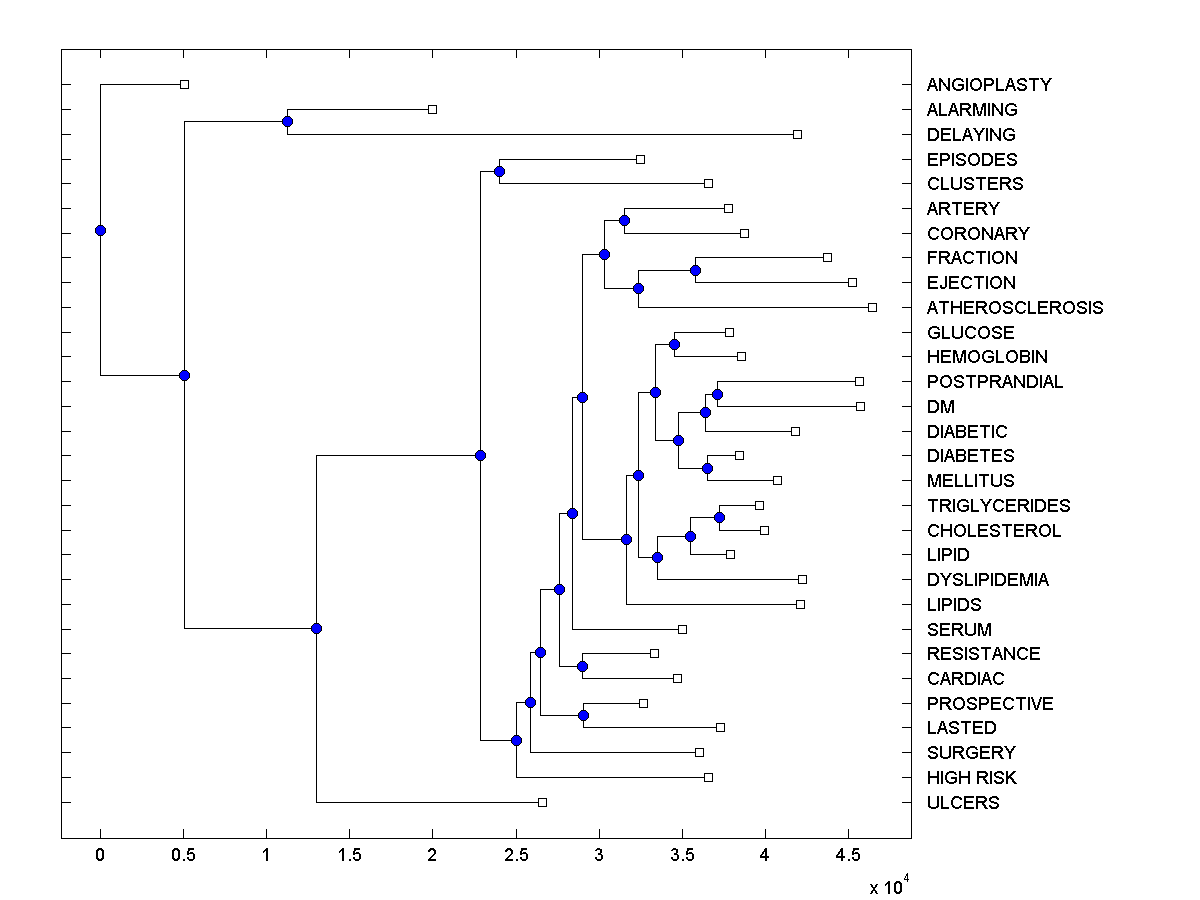 ANGIOPLASTY
ALARMING
DELAYING
EPISODES
CLUSTERS
ARTERY
CORONARY
FRACTION
EJECTION
ATHEROSCLEROSIS
GLUCOSE
HEMOGLOBIN
POSTPRANDIAL
DM
DIABETIC
DIABETES
MELLITUS
TRIGLYCERIDES
CHOLESTEROL
LIPID
DYSLIPIDEMIA
LIPIDS
SERUM
RESISTANCE
CARDIAC
PROSPECTIVE
LASTED
SURGERY
HIGH RISK
ULCERS
0 0.5 1 1.5 2 2.5 3 3.5 4 4.5
x 10^4